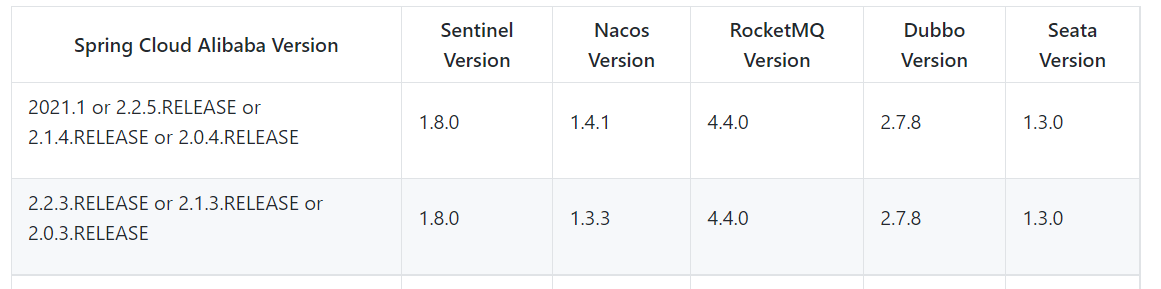 Spring Cloud Alibaba Version
Sentinel
Version
Nacos
Version
RocketMQ
Version
Dubbo
Version
Seata
Version
2021.1 or 2.2.5.RELEASE or
2.1.4.RELEASE or 2.0.4.RELEASE
1.8.0
1.4.1
4.4.0
2.7.8
1.3.0
2.2.3.RELEASE or 2.1.3.RELEASE or
2.0.3.RELEASE
1.8.0
1.3.3
4.4.0
2.7.8
1.3.0